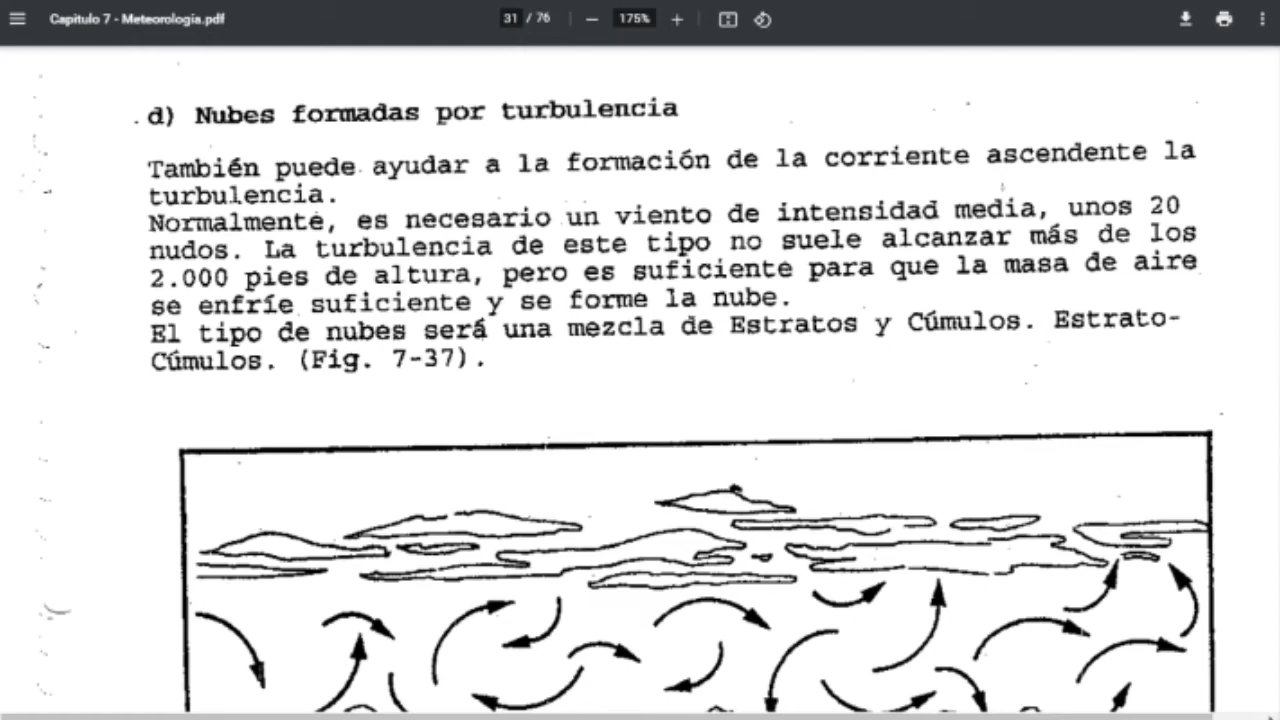 Capitulo 7 - Meteorologia.pdf
31 / 76
175%
d) Nubes formadas por turbulencia
También puede ayudar a la formación de la corriente ascendente la
turbulencia.
Normalmente, es necesario un viento de intensidad media, unos 20
nudos. La turbulencia de este tipo no suele alcanzar más de los
2.000 pies de altura, pero es suficiente para que la masa de aire
se enfríe suficiente y se forme la nube.
El tipo de nubes será una mezcla de Estratos y Cúmulos. Estrato-
Cúmulos. (Fig. 7-37).